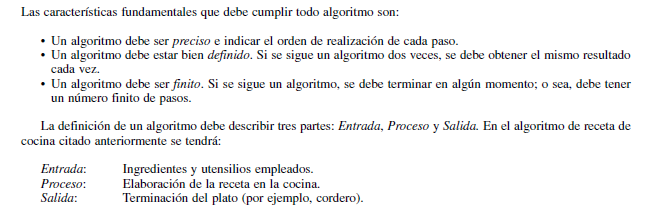 Las características fundamentales que debe cumplir todo algoritmo son:
• Un algoritmo debe ser preciso e indicar el orden de realización de cada paso.
• Un algoritmo debe estar bien definido. Si se sigue un algoritmo dos veces, se debe obtener el mismo resultado
cada vez.
• Un algoritmo debe ser finito. Si se sigue un algoritmo, se debe terminar en algún momento; o sea, debe tener
un número finito de pasos.
La definición de un algoritmo debe describir tres partes: Entrada, Proceso y Salida. En el algoritmo de receta de
cocina citado anteriormente se tendrá:
Entrada: Ingredientes y utensilios empleados.
Proceso: Elaboración de la receta en la cocina.
Salida: Terminación del plato (por ejemplo, cordero).